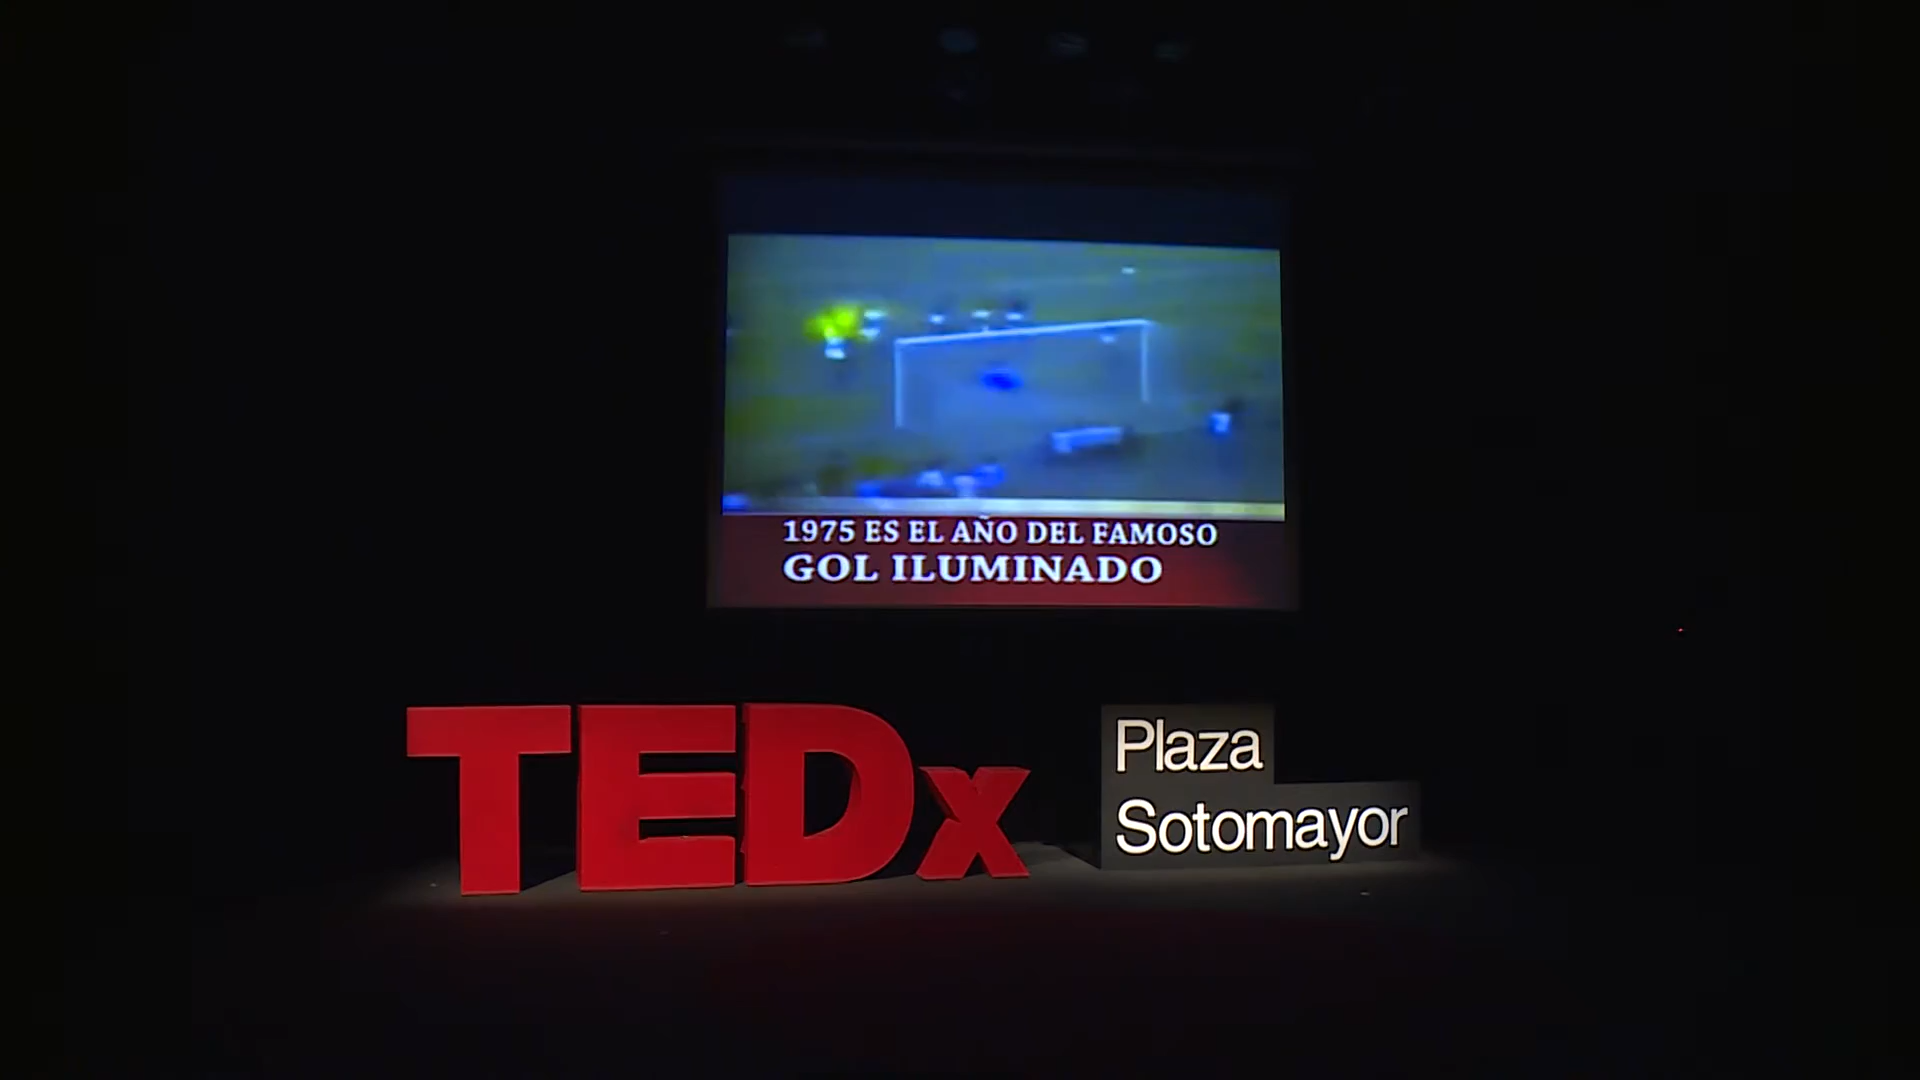 1975 ES EL AÑO DEL FAMOSO
GOL ILUMINADO
TEDx
Plaza
Sotomayor